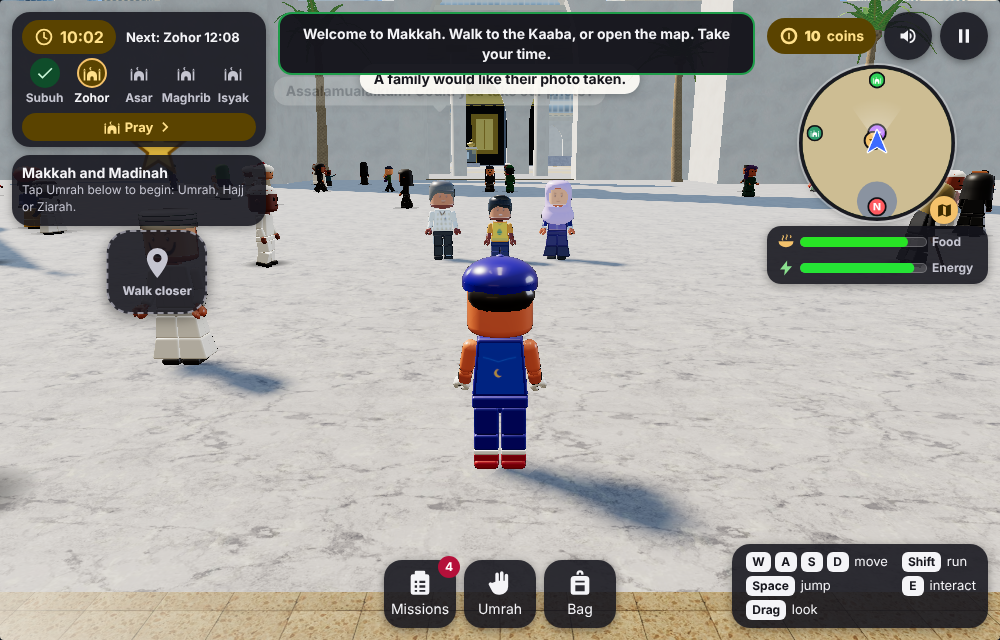 10:02
Next: Zohor 12:08
Subuh
Zohor
Asar
Maghrib
Isyak
Pray
Makkah and Madinah
Tap Umrah below to begin: Umrah, Hajj
or Ziarah.
Walk closer
Welcome to Makkah. Walk to the Kaaba, or open the map. Take
your time.
A family would like their photo taken.
10 coins
N
Food
Energy
4
Missions
Umrah
Bag
W A S D move
Shift run
Space jump
E interact
Drag look